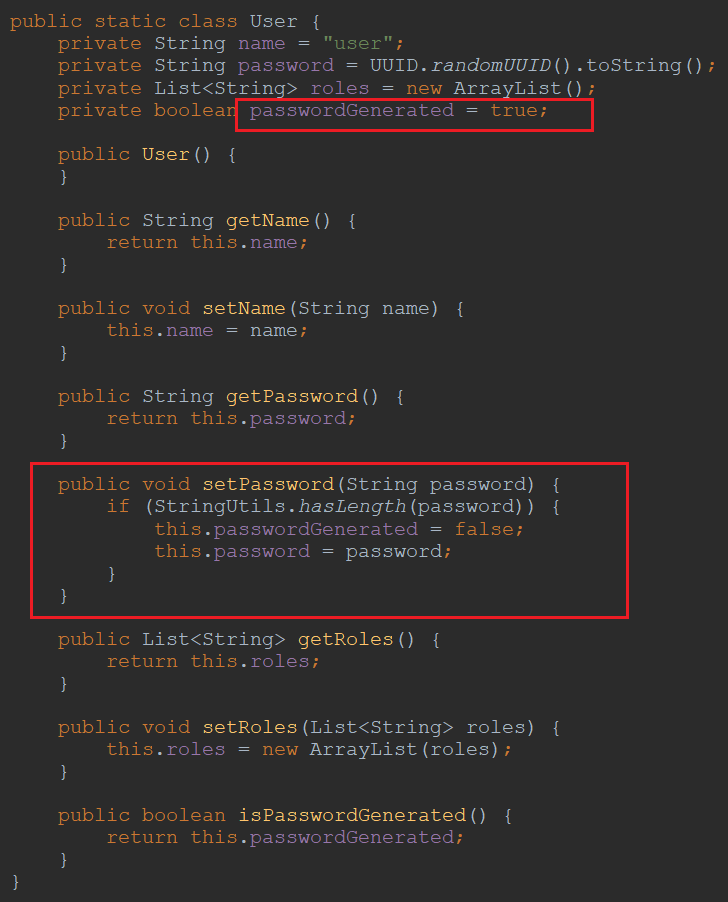 public static class User {
    private String name = "user";
    private String password = UUID.randomUUID().toString();
    private List<String> roles = new ArrayList();
    private boolean passwordGenerated = true;
    public User() {
    }
    public String getName() {
        return this.name;
    }
    public void setName(String name) {
        this.name = name;
    }
    public String getPassword() {
        return this.password;
    }
    public void setPassword(String password) {
        if (StringUtils.hasLength(password)) {
            this.passwordGenerated = false;
            this.password = password;
        }
    }
    public List<String> getRoles() {
        return this.roles;
    }
    public void setRoles(List<String> roles) {
        this.roles = new ArrayList(roles);
    }
    public boolean isPasswordGenerated() {
        return this.passwordGenerated;
    }
}